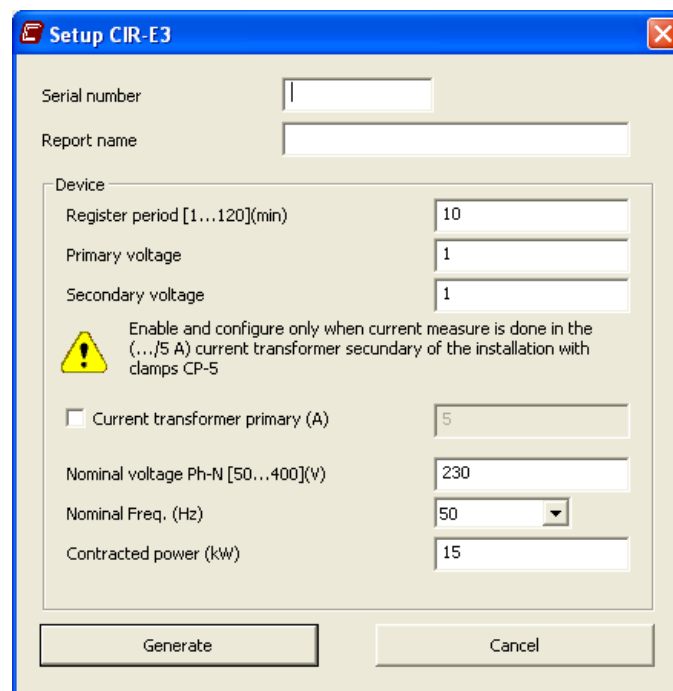 Setup CIR-E3
Serial number
Report name
Device
Register period [1...120](min) 10
Primary voltage 1
Secondary voltage 1
Enable and configure only when current measure is done in the
(.../5 A) current transformer secundary of the installation with
clamps CP-5
Current transformer primary (A) 5
Nominal voltage Ph-N [50...400](V) 230
Nominal Freq. (Hz) 50
Contracted power (kW) 15
Generate Cancel